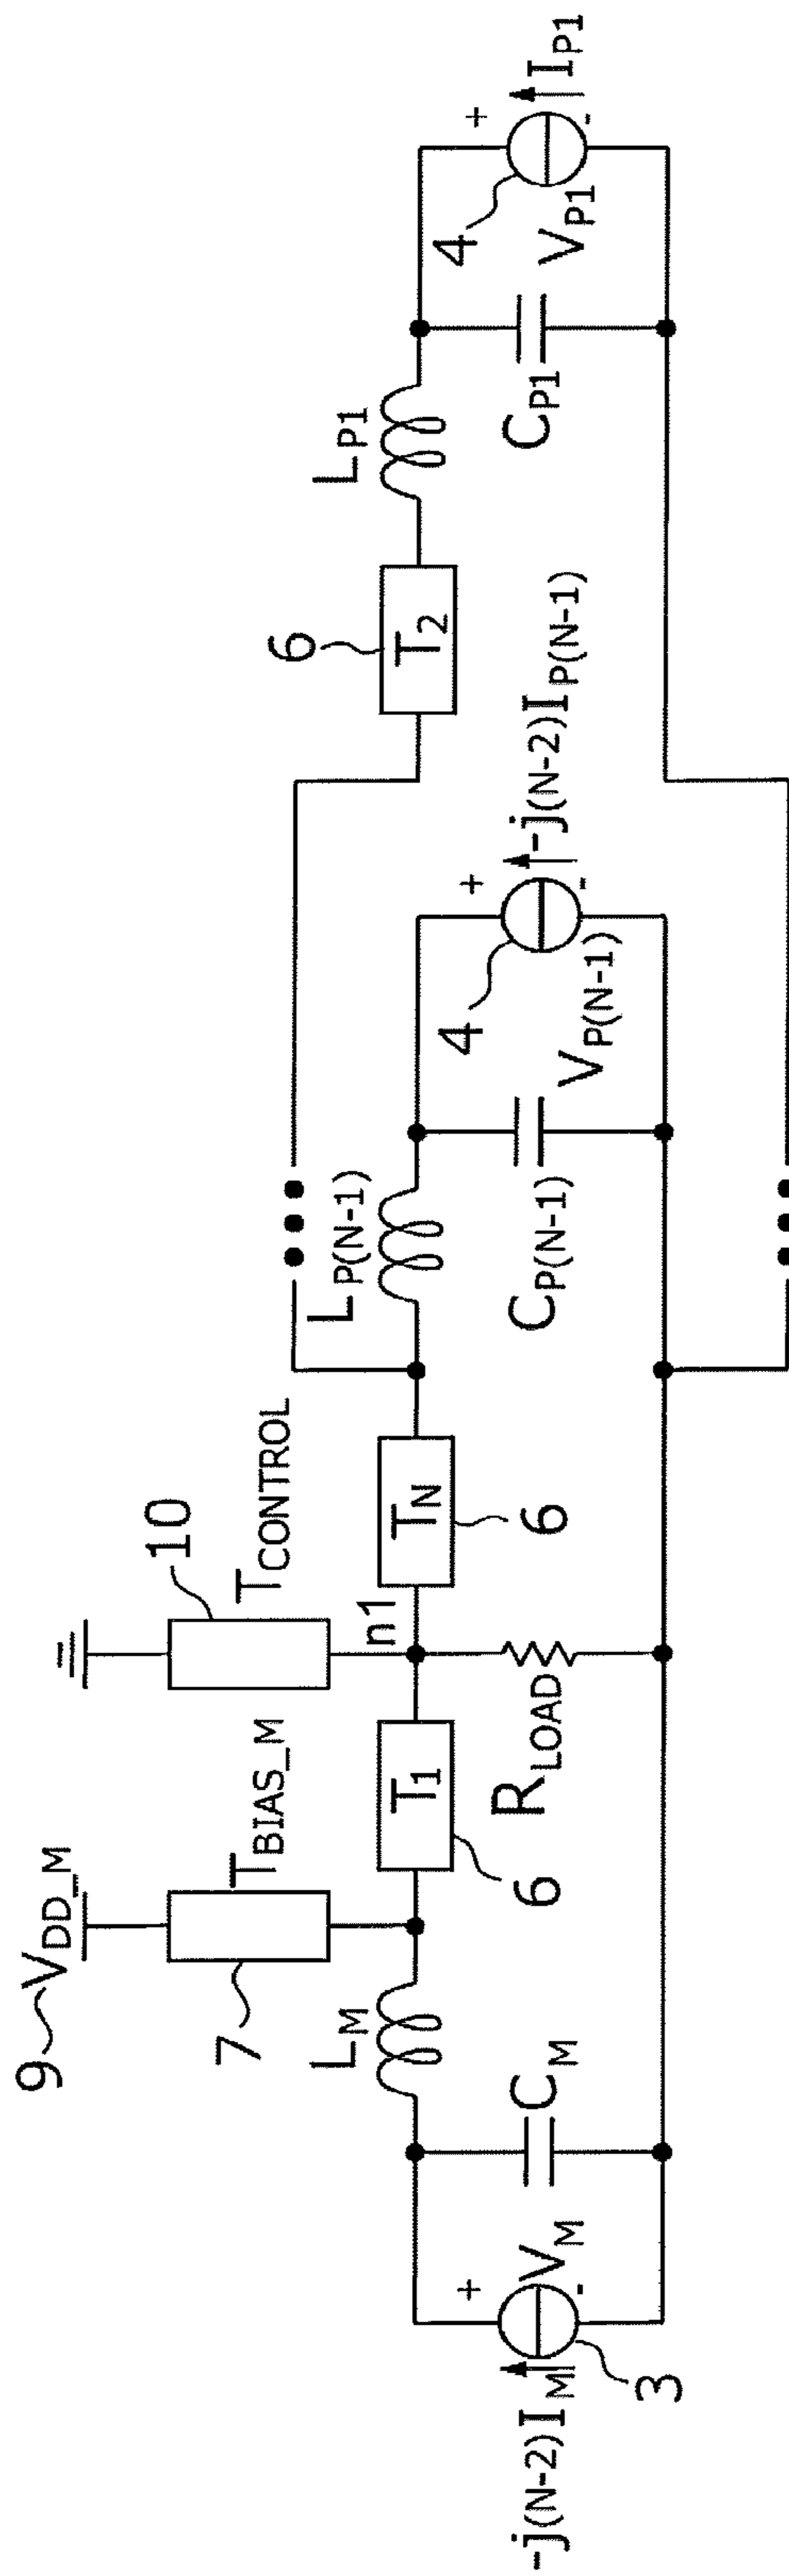 9
V_DD_M
7
T_BIAS_M
10
T_CONTROL
-j(N-2)I_M
3
V_M
C_M
L_M
T_1
6
R_LOAD
n1
T_N
6
L_P(N-1)
C_P(N-1)
V_P(N-1)
4
-j(N-2)I_P(N-1)
+
-
+
-
6
T_2
L_P1
C_P1
4
V_P1
+
-
I_P1